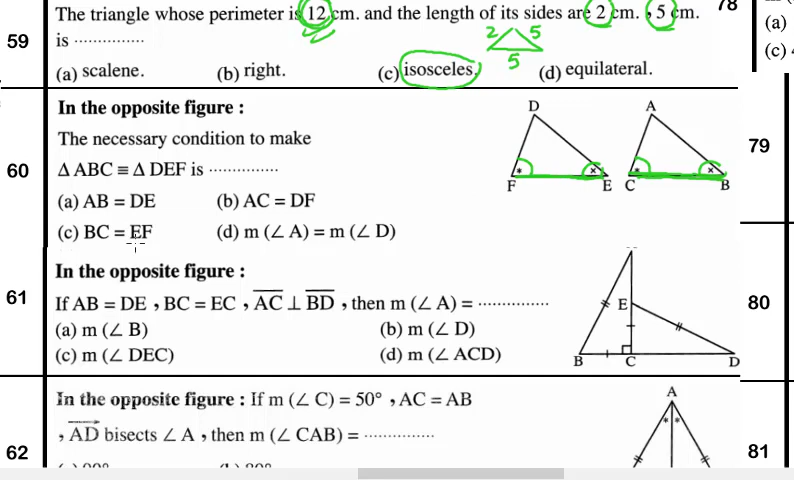 The triangle whose perimeter is 12 cm. and the length of its sides are 2 cm. , 5 cm.
is ...............
(a) scalene. (b) right. (c) isosceles. (d) equilateral.
2 5
5
59
In the opposite figure :
The necessary condition to make
Δ ABC ≡ Δ DEF is ...............
(a) AB = DE (b) AC = DF
(c) BC = EF (d) m (∠ A) = m (∠ D)
60
D A
F E C B
In the opposite figure :
If AB = DE , BC = EC , AC ⊥ BD , then m (∠ A) = ...............
(a) m (∠ B) (b) m (∠ D)
(c) m (∠ DEC) (d) m (∠ ACD)
61
E
B C D
In the opposite figure : If m (∠ C) = 50° , AC = AB
, AD bisects ∠ A , then m (∠ CAB) = ...............
62
A
78
(a)
(c)
79
80
81